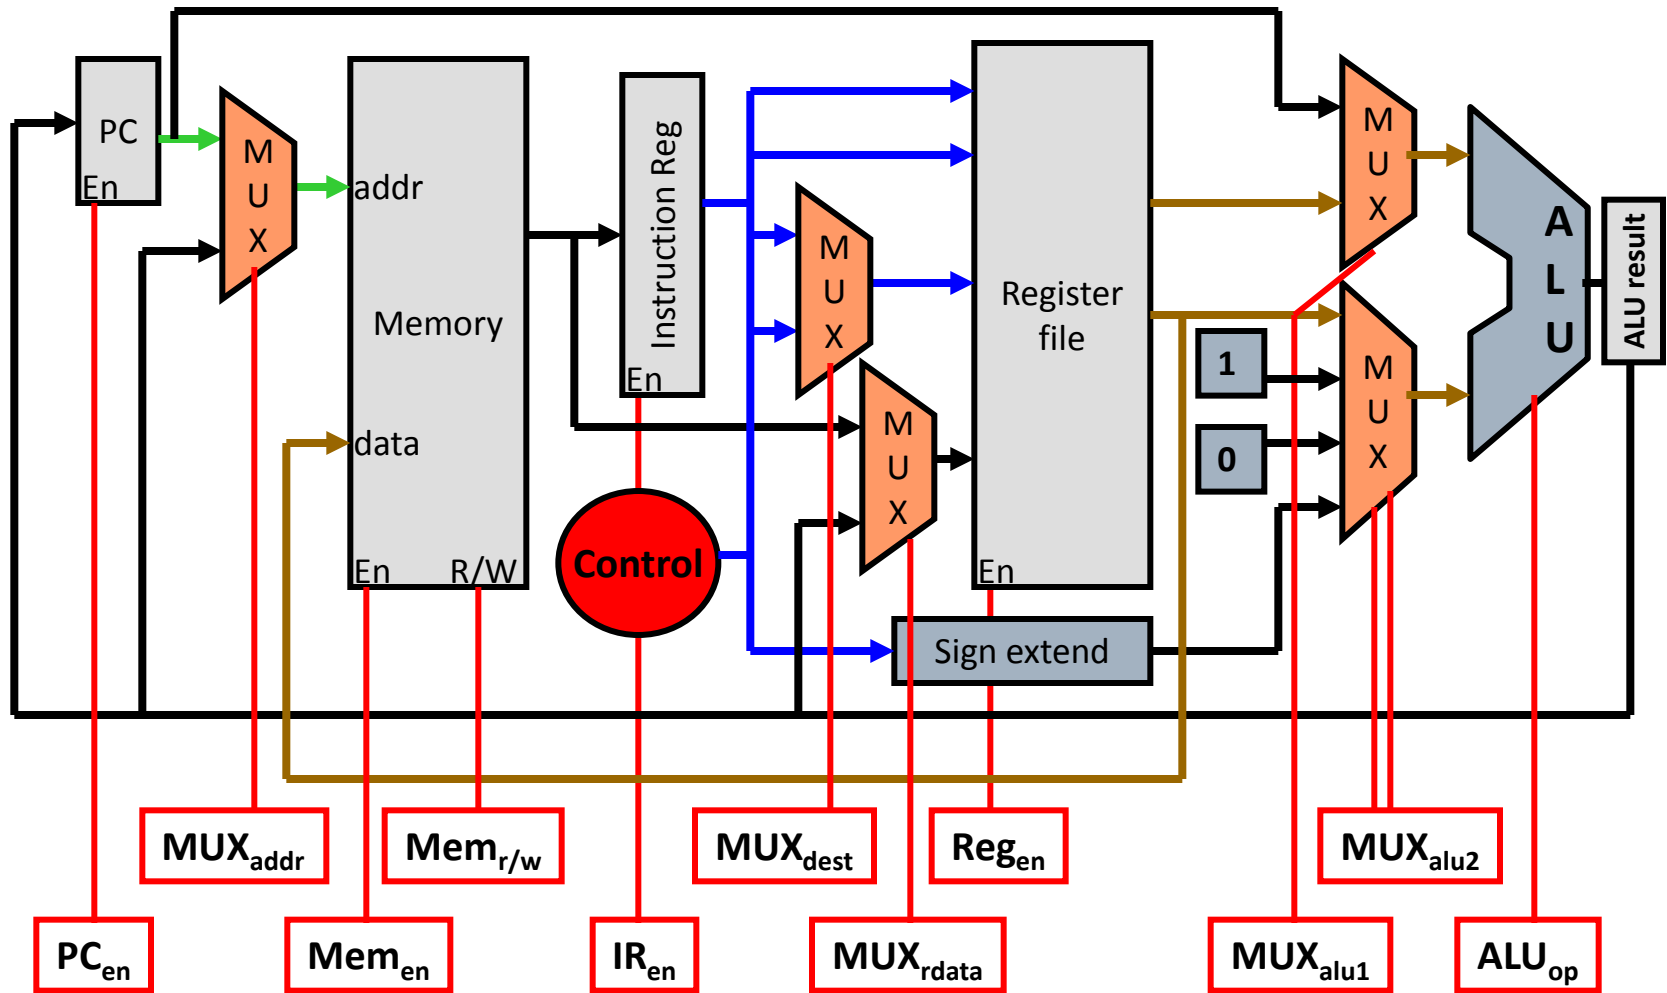 PC
En
M
U
X
addr
data
Memory
En R/W
Instruction Reg
En
Control
M
U
X
M
U
X
Register
file
En
Sign extend
1
0
M
U
X
M
U
X
A
L
U
ALU result
MUXaddr
Memr/w
MUXdest
Regen
MUXalu2
PCen
Memen
IRen
MUXrdata
MUXalu1
ALUop